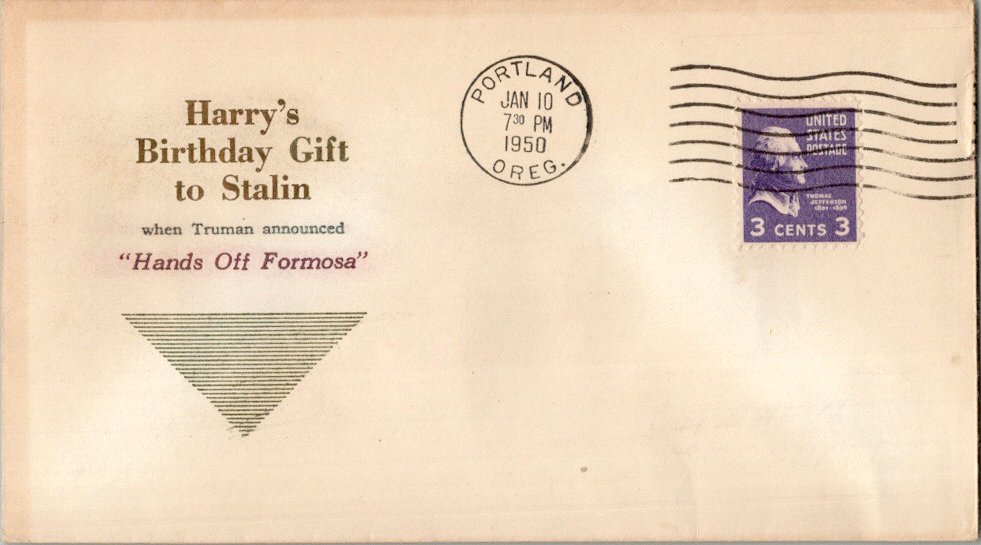 Harry's
Birthday Gift
to Stalin
when Truman announced
"Hands Off Formosa"
PORTLAND
JAN 10
7³⁰ PM
1950
OREG.
UNITED
STATES
POSTAGE
THOMAS
JEFFERSON
1801-1809
3 CENTS 3